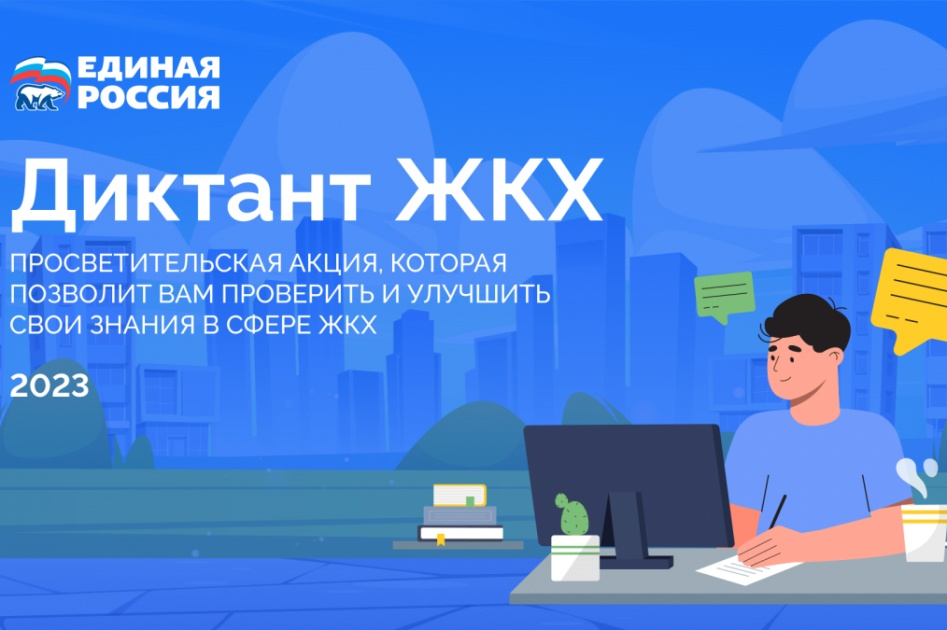 ЕДИНАЯ
РОССИЯ
Диктант ЖКХ
ПРОСВЕТИТЕЛЬСКАЯ АКЦИЯ, КОТОРАЯ
ПОЗВОЛИТ ВАМ ПРОВЕРИТЬ И УЛУЧШИТЬ
СВОИ ЗНАНИЯ В СФЕРЕ ЖКХ
2023